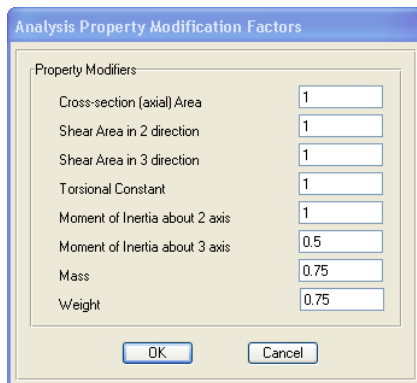 Analysis Property Modification Factors
Property Modifiers
Cross-section (axial) Area 1
Shear Area in 2 direction 1
Shear Area in 3 direction 1
Torsional Constant 1
Moment of Inertia about 2 axis 1
Moment of Inertia about 3 axis 0.5
Mass 0.75
Weight 0.75
OK Cancel